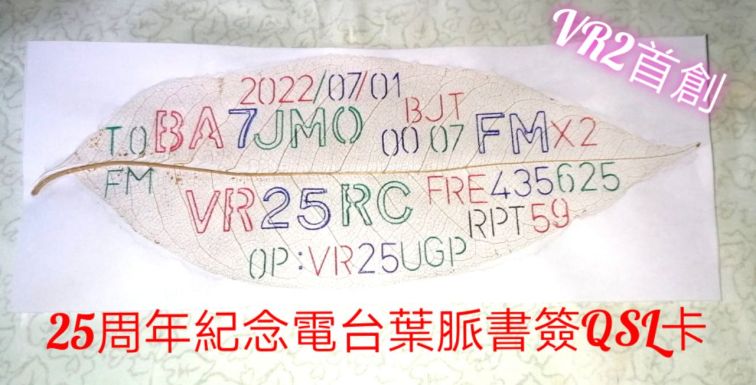 VR2首創
2022/07/01
T.O BA7JMO BJT 00 07 FM X2
FM VR25RC FRE435625
RPT59
OP:VR25UGP
25周年紀念電台葉脈書簽QSL卡